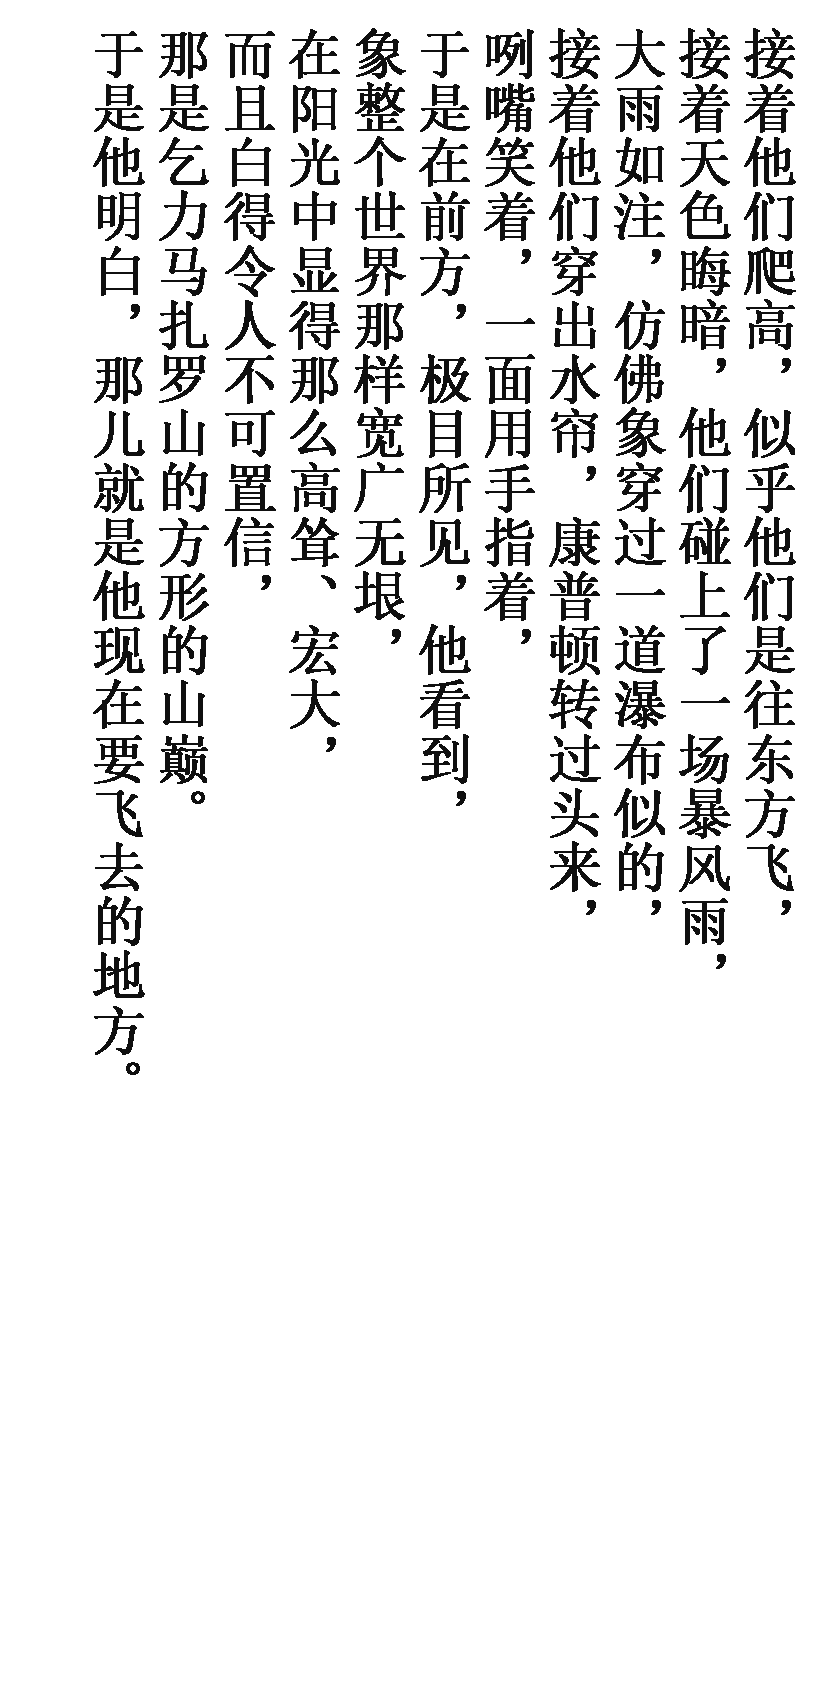 接着他们爬高，似乎他们是往东方飞，
接着天色晦暗，他们碰上了一场暴风雨，
大雨如注，仿佛象穿过一道瀑布似的，
接着他们穿出水帘，康普顿转过头来，
咧嘴笑着，一面用手指着，
于是在前方，极目所见，他看到，
象整个世界那样宽广无垠，
在阳光中显得那么高耸、宏大，
而且白得令人不可置信，
那是乞力马扎罗山的方形的山巅。
于是他明白，那儿就是他现在要飞去的地方。